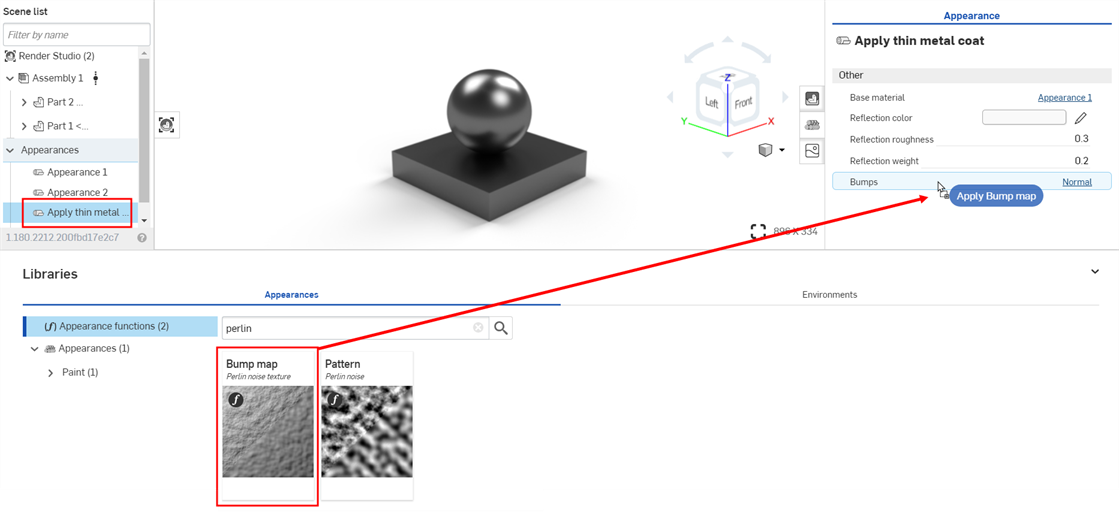 Scene list
Filter by name
Render Studio (2)
Assembly 1
Part 2 ...
Part 1 <...
Appearances
Appearance 1
Appearance 2
Apply thin metal ...
1.180.2212.200fbd17e2c7
Z
Left
Front
Y
X
896 X 334
Appearance
Apply thin metal coat
Other
Base material Appearance 1
Reflection color
Reflection roughness 0.3
Reflection weight 0.2
Bumps Normal
Apply Bump map
Libraries
Appearances Environments
Appearance functions (2)
Appearances (1)
Paint (1)
perlin
Bump map
Perlin noise texture
Pattern
Perlin noise